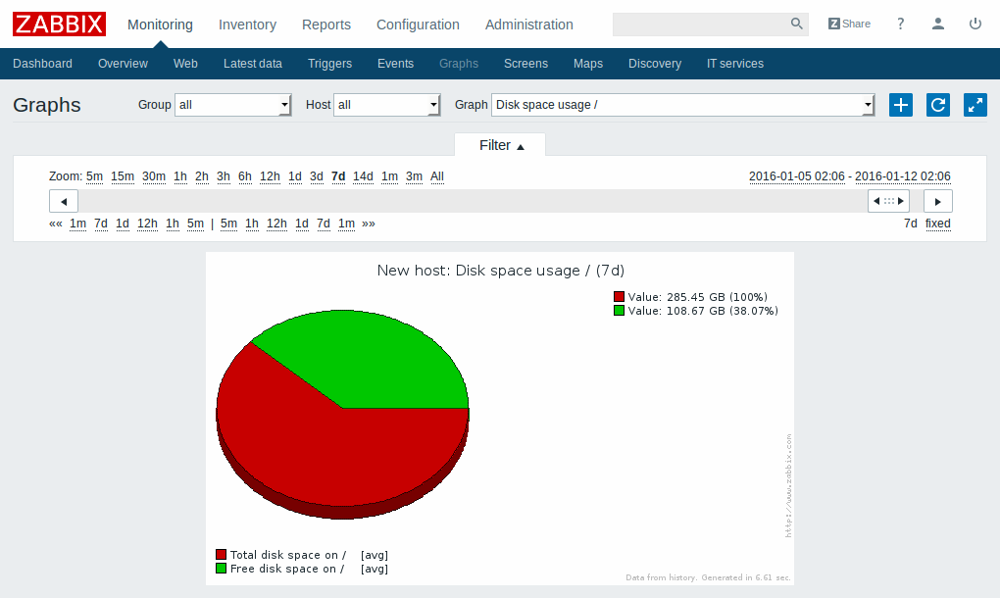 ZABBIX Monitoring Inventory Reports Configuration Administration Z Share ?
Dashboard Overview Web Latest data Triggers Events Graphs Screens Maps Discovery IT services
Graphs Group all Host all Graph Disk space usage /
Filter
Zoom: 5m 15m 30m 1h 2h 3h 6h 12h 1d 3d 7d 14d 1m 3m All 2016-01-05 02:06 - 2016-01-12 02:06
«« 1m 7d 1d 12h 1h 5m | 5m 1h 12h 1d 7d 1m »» 7d fixed
New host: Disk space usage / (7d)
Value: 285.45 GB (100%)
Value: 108.67 GB (38.07%)
http://www.zabbix.com
Total disk space on / [avg]
Free disk space on / [avg]
Data from history. Generated in 6.61 sec.